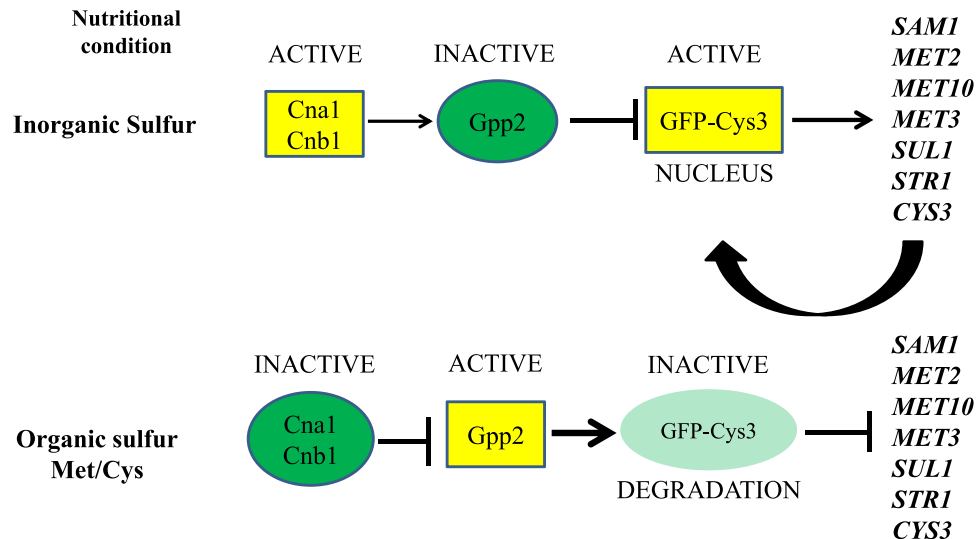 Nutritional
condition
ACTIVE
INACTIVE
ACTIVE
Inorganic Sulfur
Cna1
Cnb1
Gpp2
GFP-Cys3
NUCLEUS
SAM1
MET2
MET10
MET3
SUL1
STR1
CYS3
INACTIVE
ACTIVE
INACTIVE
Organic sulfur
Met/Cys
Cna1
Cnb1
Gpp2
GFP-Cys3
DEGRADATION
SAM1
MET2
MET10
MET3
SUL1
STR1
CYS3